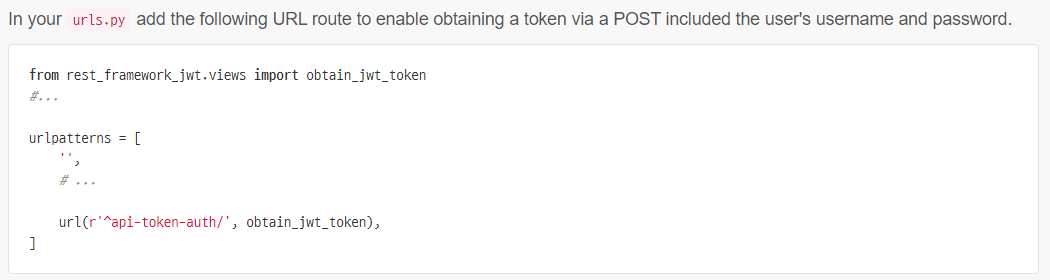 In your urls.py add the following URL route to enable obtaining a token via a POST included the user's username and password.
from rest_framework_jwt.views import obtain_jwt_token
#...
urlpatterns = [
    '',
    # ...
    url(r'^api-token-auth/', obtain_jwt_token),
]